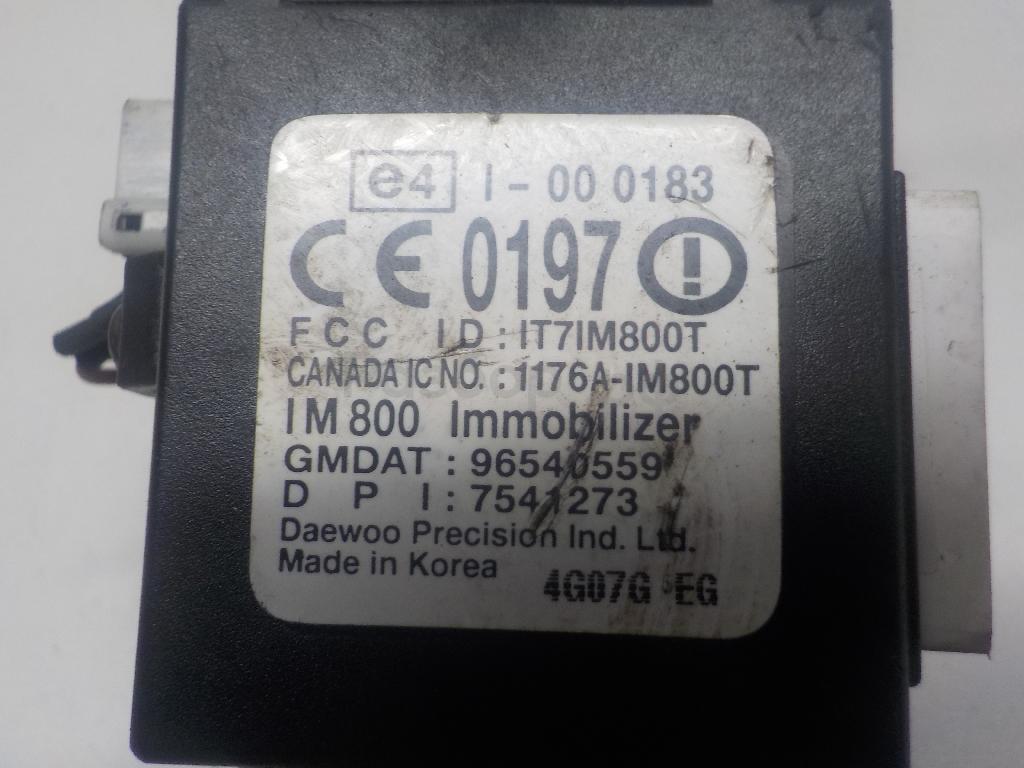 e4 I - 00 0183
CE 0197
FCC ID : IT7IM800T
CANADA IC NO. : 1176A-IM800T
IM 800 Immobilizer
GMDAT : 96540559
D P I : 7541273
Daewoo Precision Ind. Ltd.
Made in Korea
4G07G EG